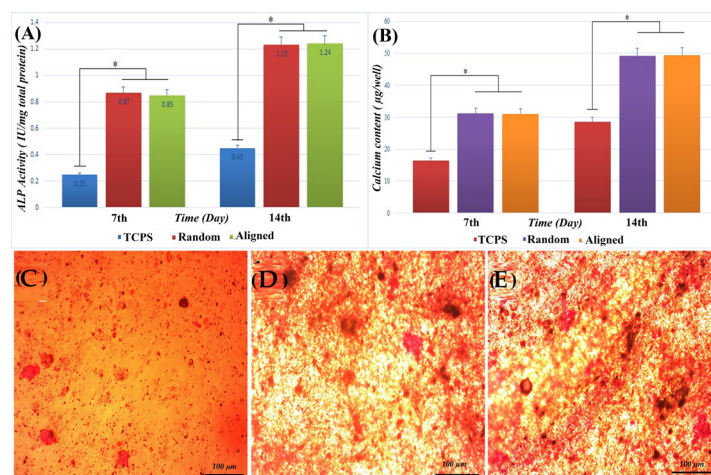 (A)
ALP Activity ( IU/mg total protein)
1.4
1.2
1
0.8
0.6
0.4
0.2
0
*
*
0.25
0.87
0.85
0.45
1.23
1.24
7th
Time (Day)
14th
TCPS Random Aligned
(B)
Calcium content ( µg/well)
60
50
40
30
20
10
0
*
*
7th
Time (Day)
14th
TCPS Random Aligned
(C)
100 µm
(D)
100 µm
(E)
100 µm